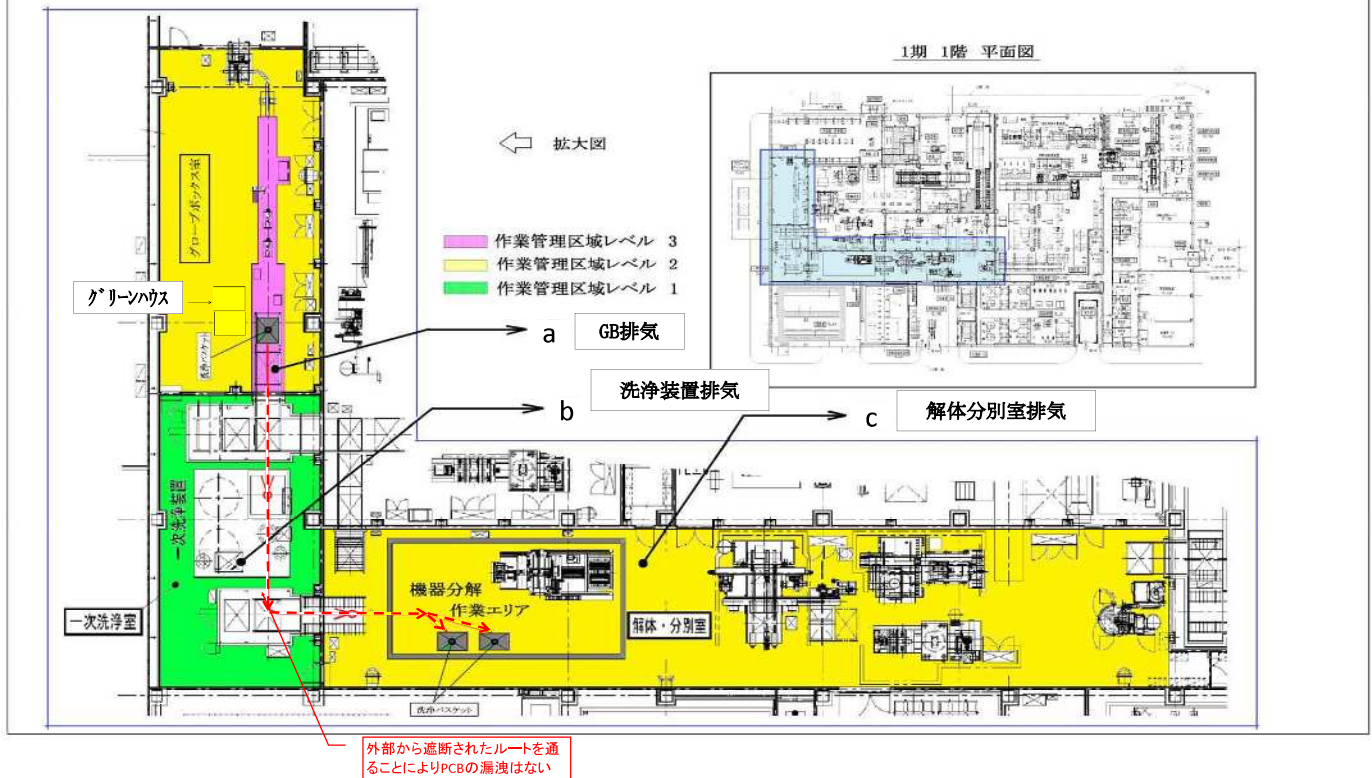 1期 1階 平面図
拡大図
作業管理区域レベル 3
作業管理区域レベル 2
作業管理区域レベル 1
グローブボックス室
グリーンハウス
洗浄バスケット
a
GB排気
b
洗浄装置排気
c
解体分別室排気
一次洗浄装置
一次洗浄室
機器分解
作業エリア
解体・分別室
洗浄バスケット
外部から遮断されたルートを通
ることによりPCBの漏洩はない